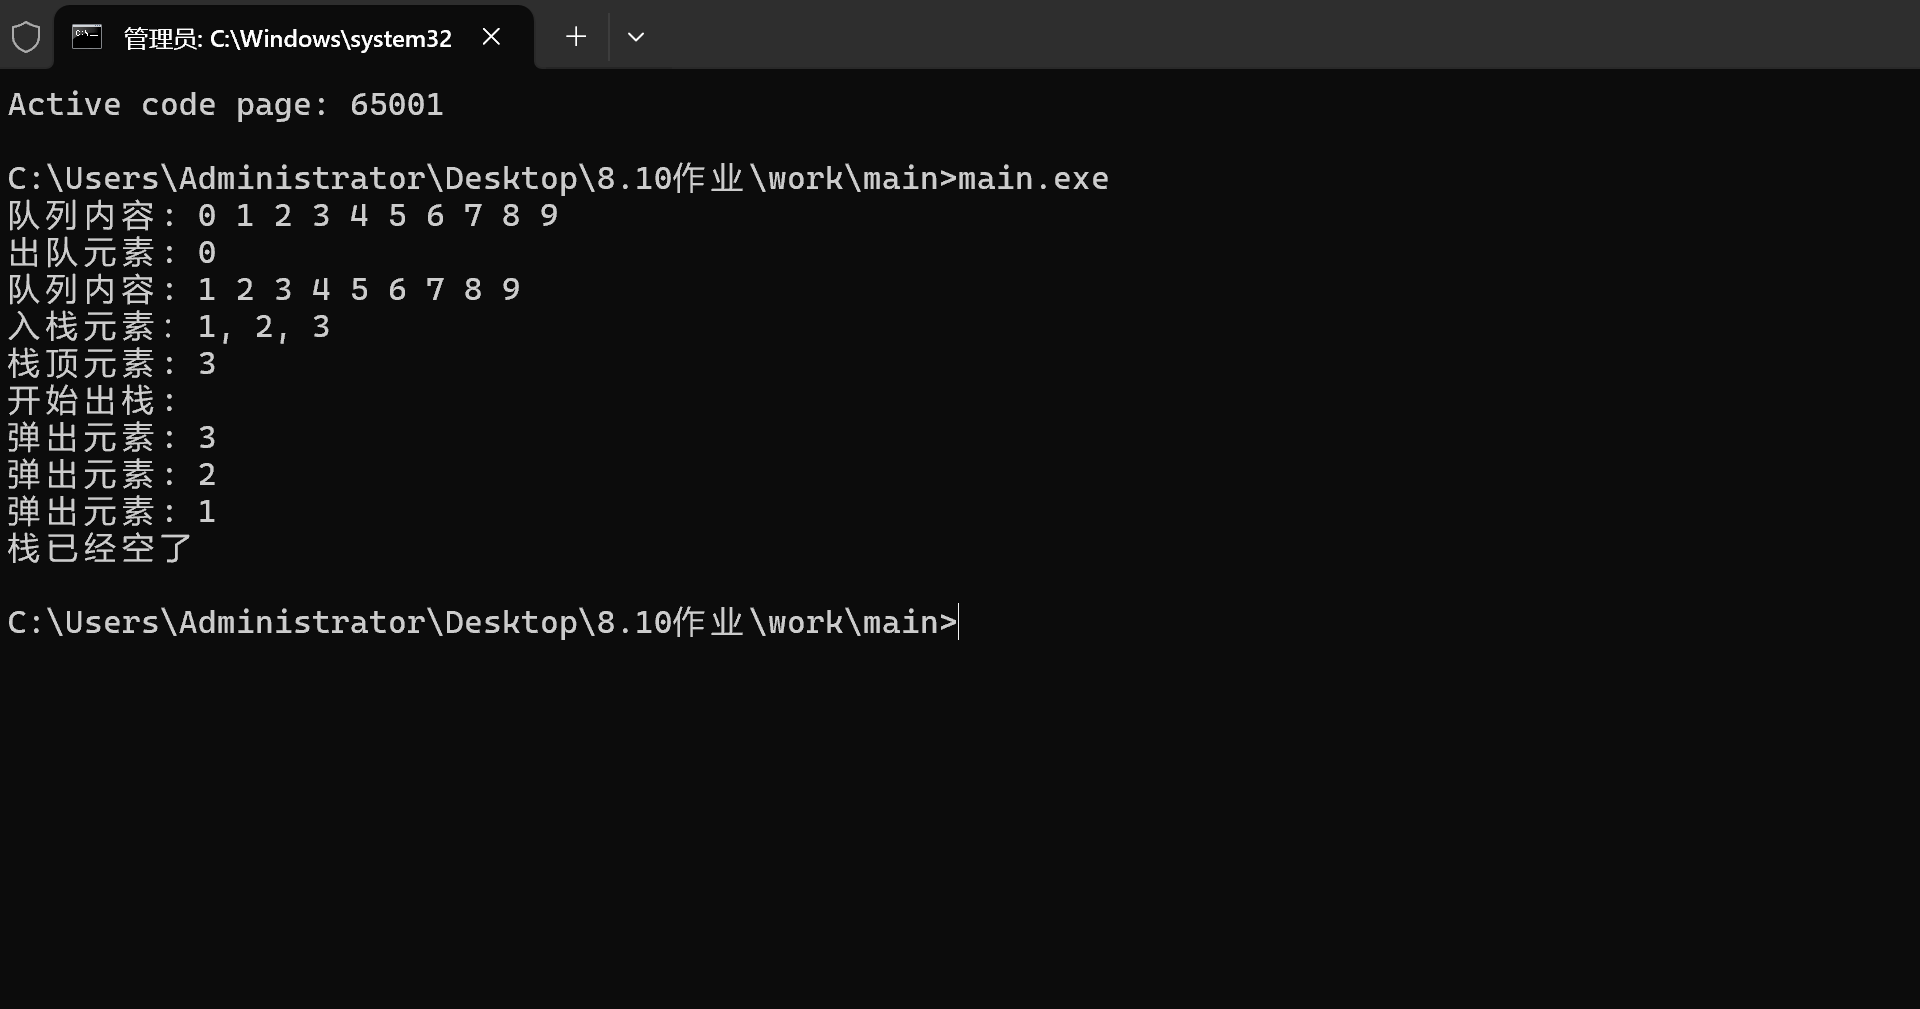 管理员: C:\Windows\system32
Active code page: 65001
C:\Users\Administrator\Desktop\8.10作业\work\main>main.exe
队列内容: 0 1 2 3 4 5 6 7 8 9
出队元素: 0
队列内容: 1 2 3 4 5 6 7 8 9
入栈元素: 1, 2, 3
栈顶元素: 3
开始出栈:
弹出元素: 3
弹出元素: 2
弹出元素: 1
栈已经空了
C:\Users\Administrator\Desktop\8.10作业\work\main>